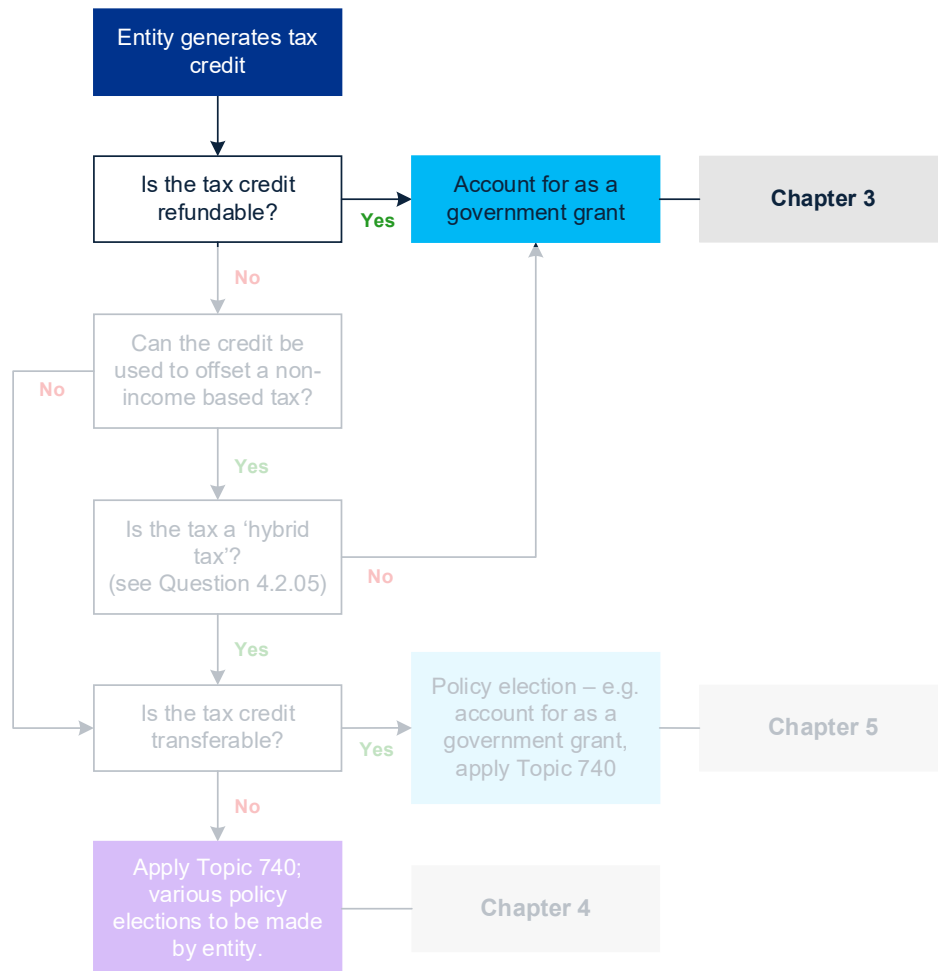 Entity generates tax
credit
Is the tax credit
refundable?
Yes
Account for as a
government grant
Chapter 3
No
Can the credit be
used to offset a non-
income based tax?
No
Yes
Is the tax a ‘hybrid
tax’?
(see Question 4.2.05)
No
Yes
Is the tax credit
transferable?
Yes
Policy election – e.g.
account for as a
government grant,
apply Topic 740
Chapter 5
No
Apply Topic 740;
various policy
elections to be made
by entity.
Chapter 4